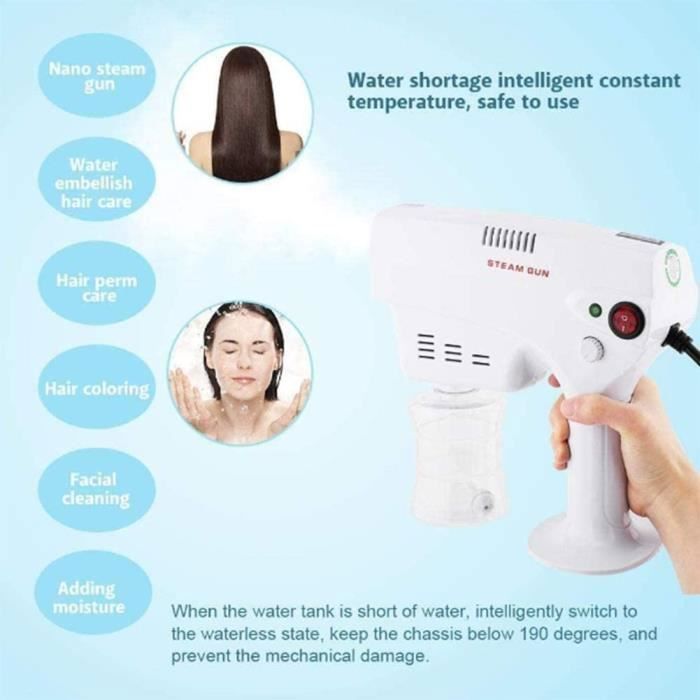 Nano steam
gun
Water shortage intelligent constant
temperature, safe to use
Water
embellish
hair care
STEAM GUN
Hair perm
care
Hair coloring
Facial
cleaning
Adding
moisture
When the water tank is short of water, intelligently switch to
the waterless state, keep the chassis below 190 degrees, and
prevent the mechanical damage.